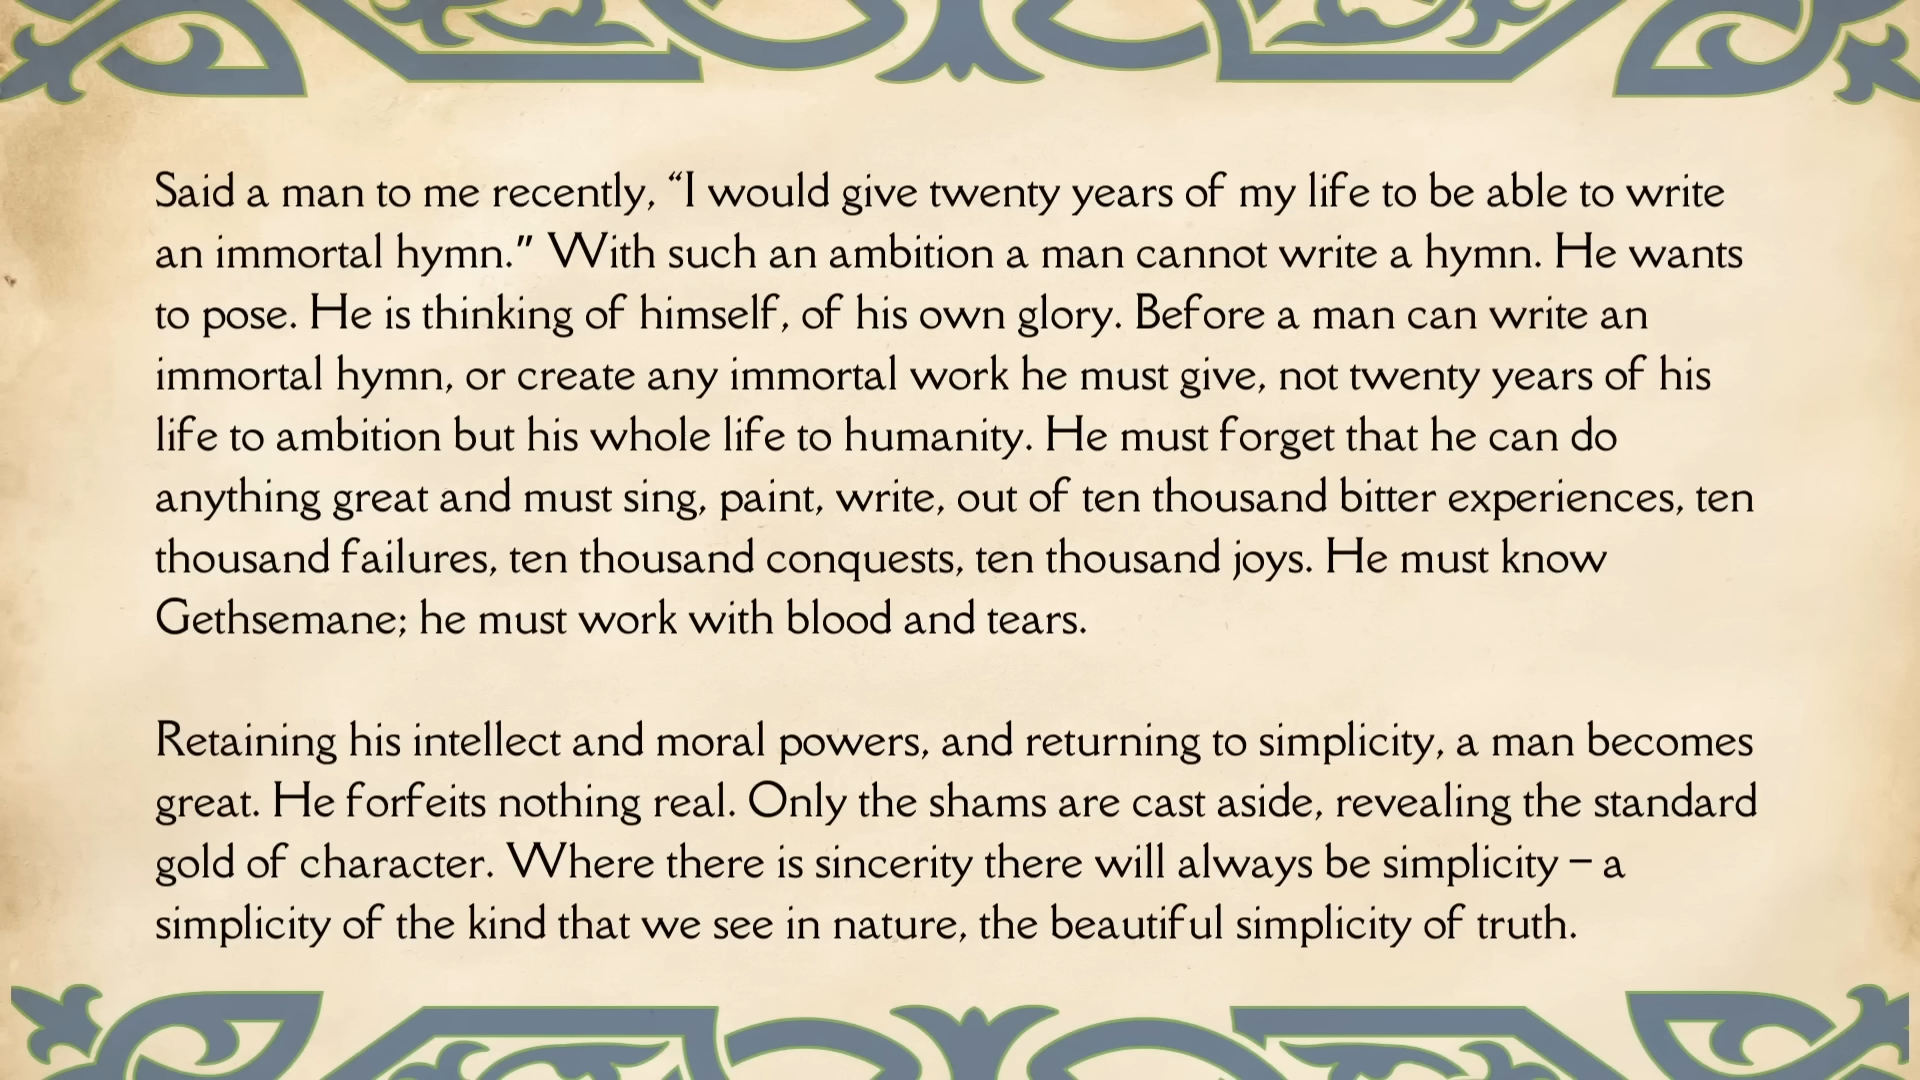 Said a man to me recently, “I would give twenty years of my life to be able to write
an immortal hymn.” With such an ambition a man cannot write a hymn. He wants
to pose. He is thinking of himself, of his own glory. Before a man can write an
immortal hymn, or create any immortal work he must give, not twenty years of his
life to ambition but his whole life to humanity. He must forget that he can do
anything great and must sing, paint, write, out of ten thousand bitter experiences, ten
thousand failures, ten thousand conquests, ten thousand joys. He must know
Gethsemane; he must work with blood and tears.

Retaining his intellect and moral powers, and returning to simplicity, a man becomes
great. He forfeits nothing real. Only the shams are cast aside, revealing the standard
gold of character. Where there is sincerity there will always be simplicity – a
simplicity of the kind that we see in nature, the beautiful simplicity of truth.